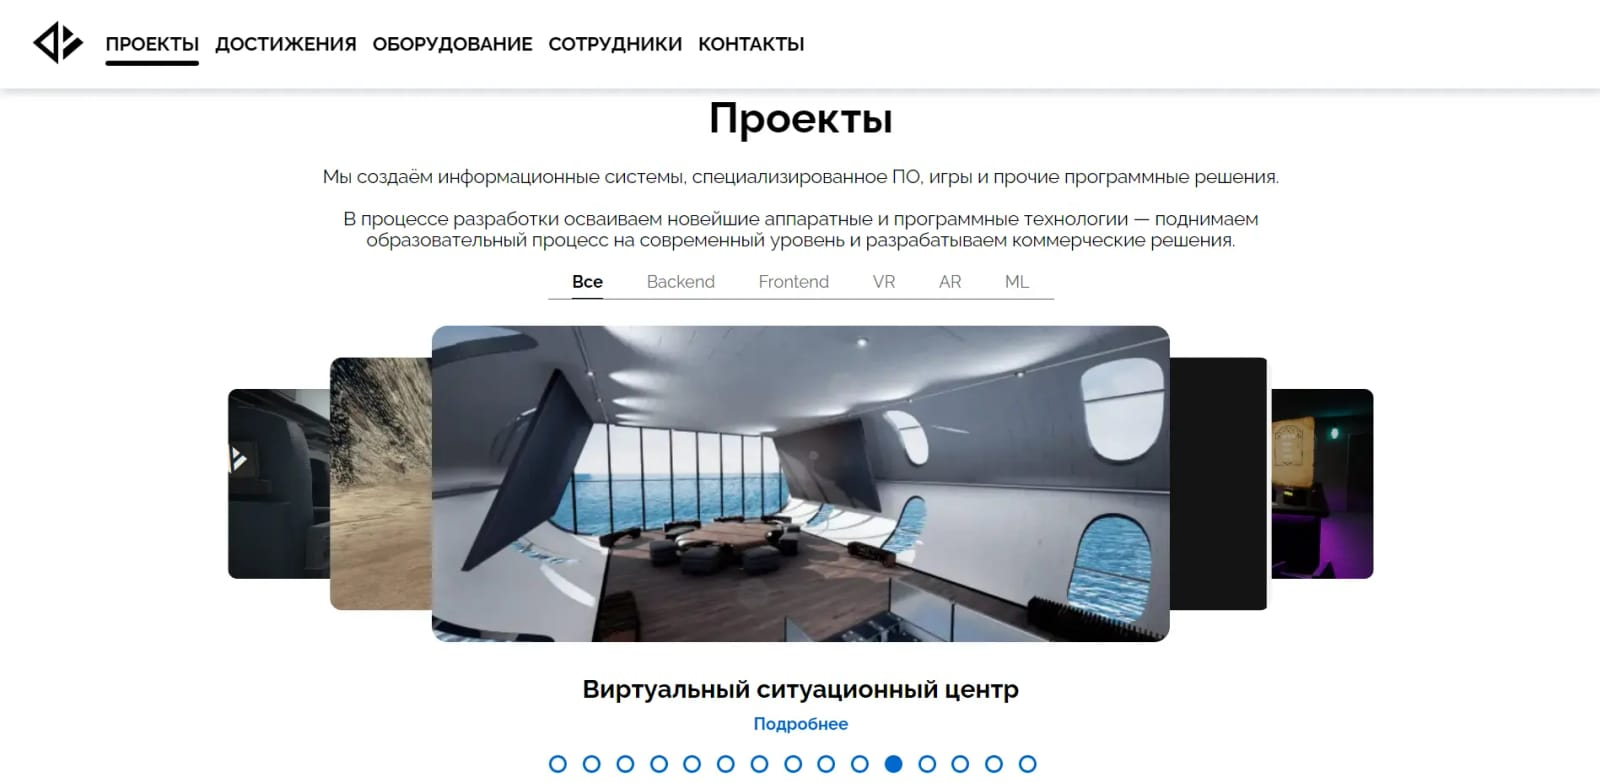 ПРОЕКТЫ ДОСТИЖЕНИЯ ОБОРУДОВАНИЕ СОТРУДНИКИ КОНТАКТЫ
Проекты
Мы создаём информационные системы, специализированное ПО, игры и прочие программные решения.
В процессе разработки осваиваем новейшие аппаратные и программные технологии — поднимаем
образовательный процесс на современный уровень и разрабатываем коммерческие решения.
Все Backend Frontend VR AR ML
Виртуальный ситуационный центр
Подробнее